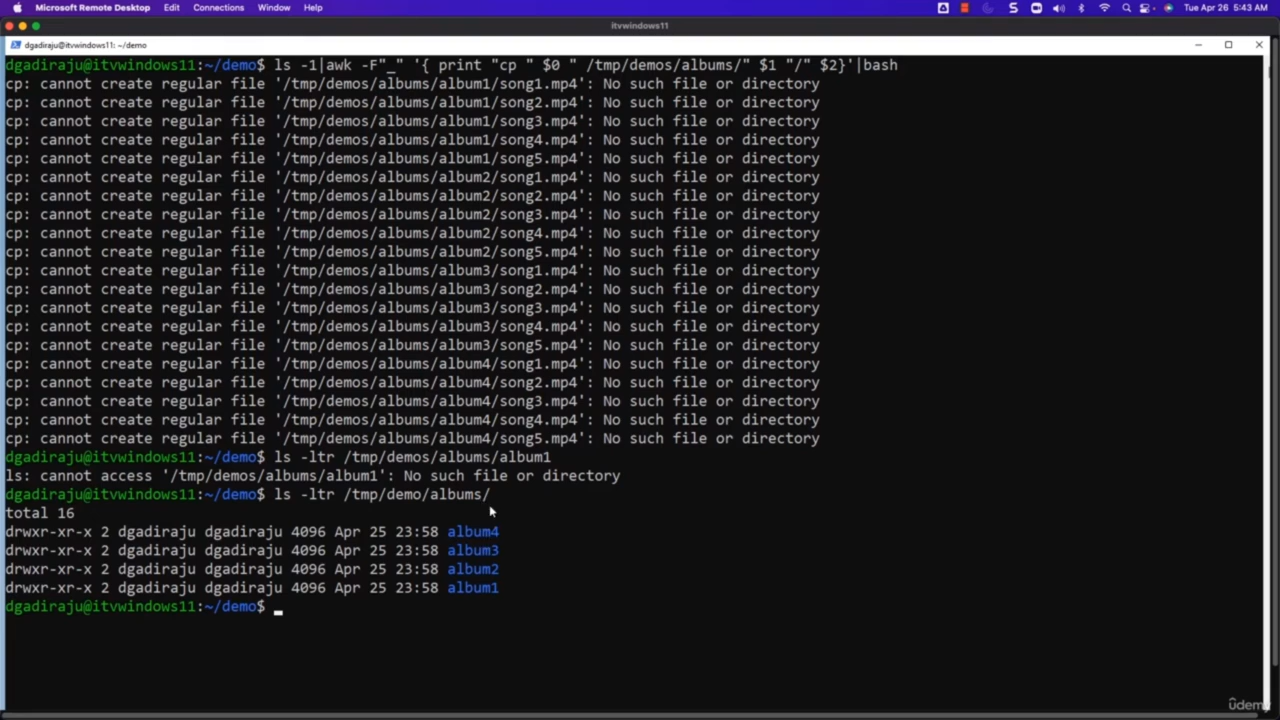 Microsoft Remote Desktop Edit Connections Window Help Tue Apr 26 5:43 AM
itvwindows11
dgadiraju@itvwindows11: ~/demo
dgadiraju@itvwindows11:~/demo$ ls -1|awk -F"_" '{ print "cp " $0 " /tmp/demos/albums/" $1 "/" $2}'|bash
cp: cannot create regular file '/tmp/demos/albums/album1/song1.mp4': No such file or directory
cp: cannot create regular file '/tmp/demos/albums/album1/song2.mp4': No such file or directory
cp: cannot create regular file '/tmp/demos/albums/album1/song3.mp4': No such file or directory
cp: cannot create regular file '/tmp/demos/albums/album1/song4.mp4': No such file or directory
cp: cannot create regular file '/tmp/demos/albums/album1/song5.mp4': No such file or directory
cp: cannot create regular file '/tmp/demos/albums/album2/song1.mp4': No such file or directory
cp: cannot create regular file '/tmp/demos/albums/album2/song2.mp4': No such file or directory
cp: cannot create regular file '/tmp/demos/albums/album2/song3.mp4': No such file or directory
cp: cannot create regular file '/tmp/demos/albums/album2/song4.mp4': No such file or directory
cp: cannot create regular file '/tmp/demos/albums/album2/song5.mp4': No such file or directory
cp: cannot create regular file '/tmp/demos/albums/album3/song1.mp4': No such file or directory
cp: cannot create regular file '/tmp/demos/albums/album3/song2.mp4': No such file or directory
cp: cannot create regular file '/tmp/demos/albums/album3/song3.mp4': No such file or directory
cp: cannot create regular file '/tmp/demos/albums/album3/song4.mp4': No such file or directory
cp: cannot create regular file '/tmp/demos/albums/album3/song5.mp4': No such file or directory
cp: cannot create regular file '/tmp/demos/albums/album4/song1.mp4': No such file or directory
cp: cannot create regular file '/tmp/demos/albums/album4/song2.mp4': No such file or directory
cp: cannot create regular file '/tmp/demos/albums/album4/song3.mp4': No such file or directory
cp: cannot create regular file '/tmp/demos/albums/album4/song4.mp4': No such file or directory
cp: cannot create regular file '/tmp/demos/albums/album4/song5.mp4': No such file or directory
dgadiraju@itvwindows11:~/demo$ ls -ltr /tmp/demos/albums/album1
ls: cannot access '/tmp/demos/albums/album1': No such file or directory
dgadiraju@itvwindows11:~/demo$ ls -ltr /tmp/demo/albums/
total 16
drwxr-xr-x 2 dgadiraju dgadiraju 4096 Apr 25 23:58 album4
drwxr-xr-x 2 dgadiraju dgadiraju 4096 Apr 25 23:58 album3
drwxr-xr-x 2 dgadiraju dgadiraju 4096 Apr 25 23:58 album2
drwxr-xr-x 2 dgadiraju dgadiraju 4096 Apr 25 23:58 album1
dgadiraju@itvwindows11:~/demo$ _
ûdemy